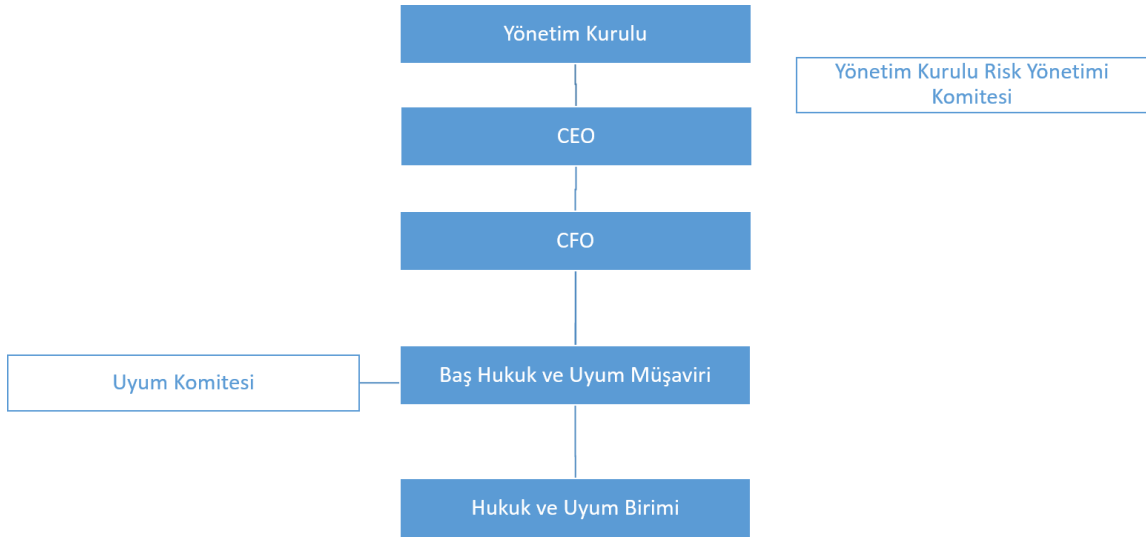 Yönetim Kurulu
Yönetim Kurulu Risk Yönetimi
Komitesi
CEO
CFO
Uyum Komitesi
Baş Hukuk ve Uyum Müşaviri
Hukuk ve Uyum Birimi